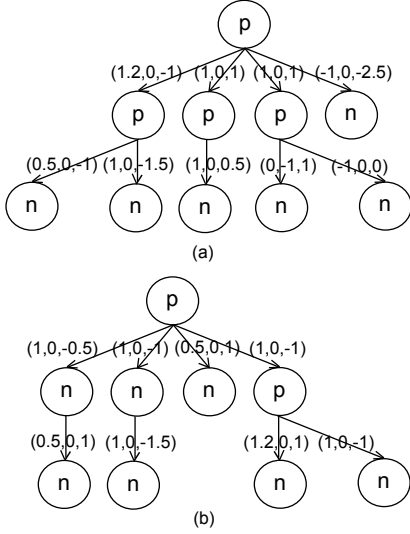 p
(1.2,0,-1) (1,0,1) (1,0,1) (-1,0,-2.5)
p p p n
(0.5,0,-1) (1,0,-1.5) (1,0,0.5) (0,-1,1) (-1,0,0)
n n n n n
(a)
p
(1,0,-0.5) (1,0,-1) (0.5,0,1) (1,0,-1)
n n n p
(0.5,0,1) (1,0,-1.5) (1.2,0,1) (1,0,-1)
n n n n
(b)